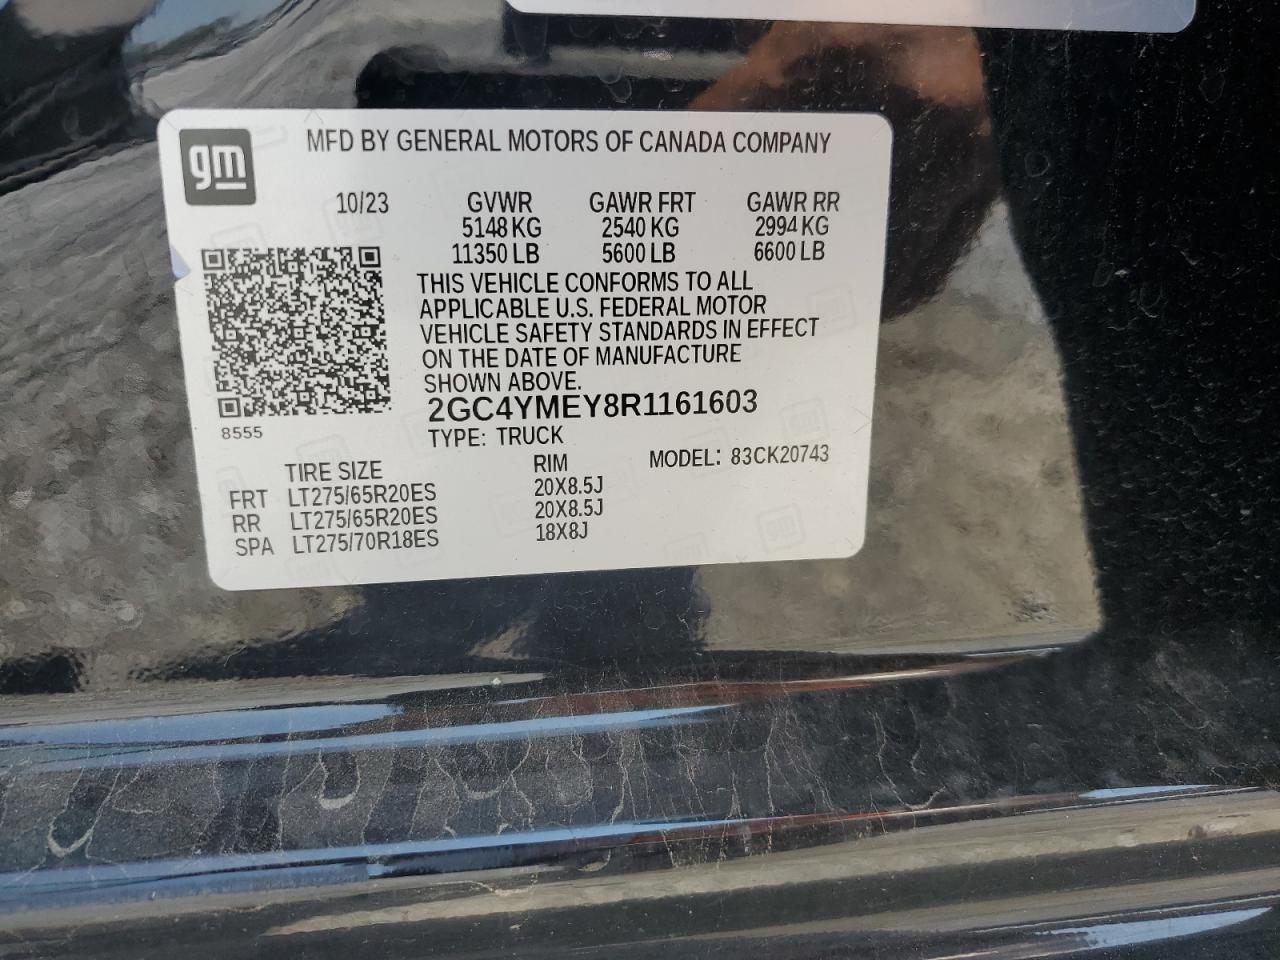 gm
MFD BY GENERAL MOTORS OF CANADA COMPANY
10/23 GVWR GAWR FRT GAWR RR
5148 KG 2540 KG 2994 KG
11350 LB 5600 LB 6600 LB
THIS VEHICLE CONFORMS TO ALL
APPLICABLE U.S. FEDERAL MOTOR
VEHICLE SAFETY STANDARDS IN EFFECT
ON THE DATE OF MANUFACTURE
SHOWN ABOVE.
2GC4YMEY8R1161603
8555
TYPE: TRUCK
TIRE SIZE RIM MODEL: 83CK20743
FRT LT275/65R20ES 20X8.5J
RR LT275/65R20ES 20X8.5J
SPA LT275/70R18ES 18X8J